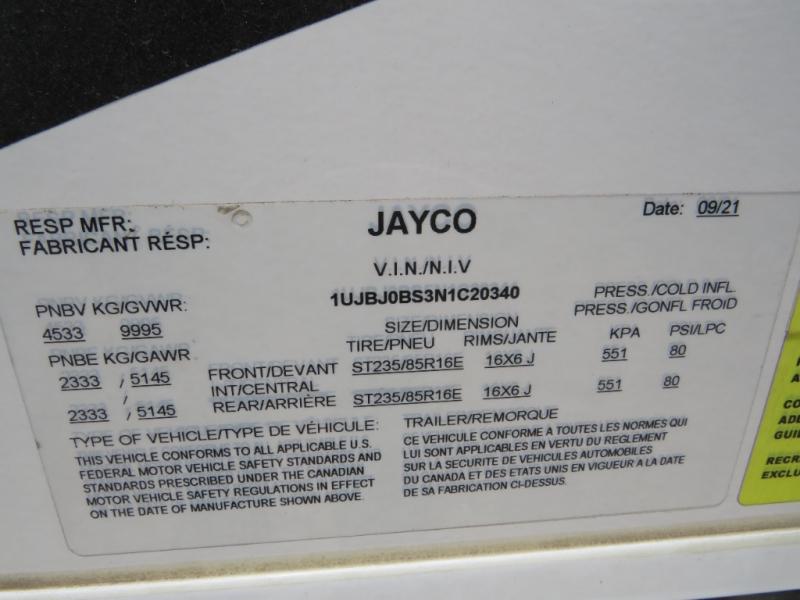 RESP MFR:
FABRICANT RÉSP:
JAYCO
Date: 09/21
V.I.N./N.I.V
1UJBJ0BS3N1C20340
PNBV KG/GVWR:
4533 9995
PNBE KG/GAWR
2333 / 5145
/
2333 / 5145
SIZE/DIMENSION
TIRE/PNEU RIMS/JANTE
PRESS./COLD INFL.
PRESS./GONFL FROID
KPA PSI/LPC
FRONT/DEVANT ST235/85R16E 16X6 J 551 80
INT/CENTRAL
REAR/ARRIÈRE ST235/85R16E 16X6 J 551 80
TYPE OF VEHICLE/TYPE DE VÉHICULE: TRAILER/REMORQUE
THIS VEHICLE CONFORMS TO ALL APPLICABLE U.S.
FEDERAL MOTOR VEHICLE SAFETY STANDARDS AND
STANDARDS PRESCRIBED UNDER THE CANADIAN
MOTOR VEHICLE SAFETY REGULATIONS IN EFFECT
ON THE DATE OF MANUFACTURE SHOWN ABOVE.
CE VEHICULE CONFORME A TOUTES LES NORMES QUI
LUI SONT APPLICABLES EN VERTU DU REGLEMENT
SUR LA SECURITE DE VEHICULES AUTOMOBILES
DU CANADA ET DES ETATS UNIS EN VIGUEUR A LA DATE
DE SA FABRICATION CI-DESSUS.